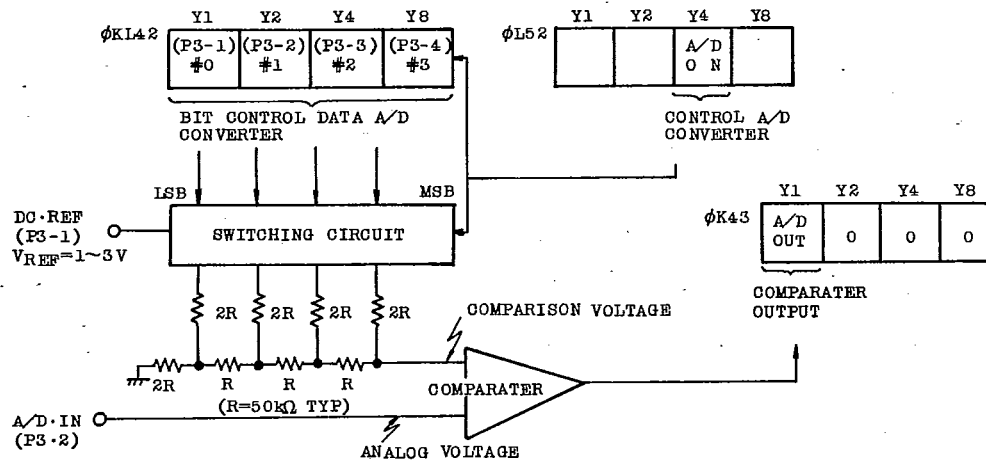 Y1 Y2 Y4 Y8
φKL42
(P3-1) #0
(P3-2) #1
(P3-3) #2
(P3-4) #3
BIT CONTROL DATA A/D
CONVERTER
Y1 Y2 Y4 Y8
φL52
A/D
O N
CONTROL A/D
CONVERTER
LSB
MSB
DC·REF
(P3-1)
VREF=1~3V
SWITCHING CIRCUIT
Y1 Y2 Y4 Y8
φK43
A/D OUT 0 0 0
COMPARATER
OUTPUT
2R 2R 2R 2R
COMPARISON VOLTAGE
2R R R R
(R=50kΩ TYP)
COMPARATER
A/D·IN
(P3·2)
ANALOG VOLTAGE